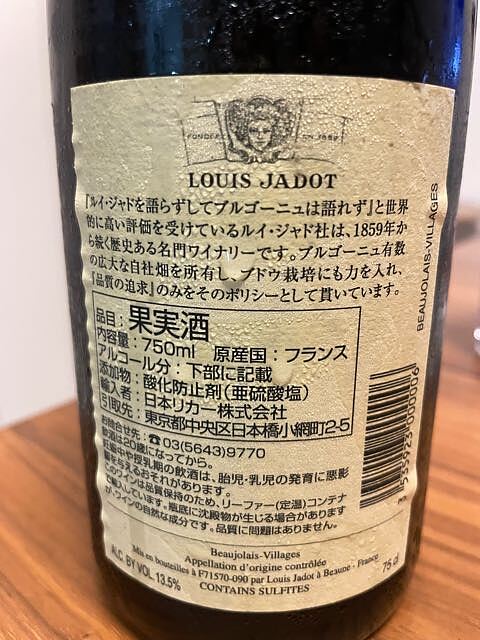 FONDÉE EN 1859
LOUIS JADOT
『ルイ・ジャドを語らずしてブルゴーニュは語れず』と世界
的に高い評価を受けているルイ・ジャド社は、1859年か
ら続く歴史ある名門ワイナリーです。ブルゴーニュ有数
の広大な自社畑を所有し、ブドウ栽培にも力を入れ、
『品質の追求』のみをそのポリシーとして貫いています。
品目：果実酒
内容量：750ml 原産国：フランス
アルコール分：下部に記載
添加物：酸化防止剤（亜硫酸塩）
輸入者：日本リカー株式会社
引取先：東京都中央区日本橋小網町2-5
お問合せ先：☎03(5643)9770
飲酒は20歳になってから。
妊娠中や授乳期の飲酒は、胎児・乳児の発育に悪影
響を与えるおそれがあります。
このワインは品質保持のため、リーファー（定温）コンテナ
で輸入しています。瓶底に沈殿物が生じる場合があります
が、ワインの自然な成分です。品質に問題はありません。
Beaujolais-Villages
Appellation d'origine contrôlée
Mis en bouteilles à F71570-090 par Louis Jadot à Beaune - France
ALC. BY VOL. 13.5%
CONTAINS SULFITES
75 cl
BEAUJOLAIS-VILLAGES
535923 000006